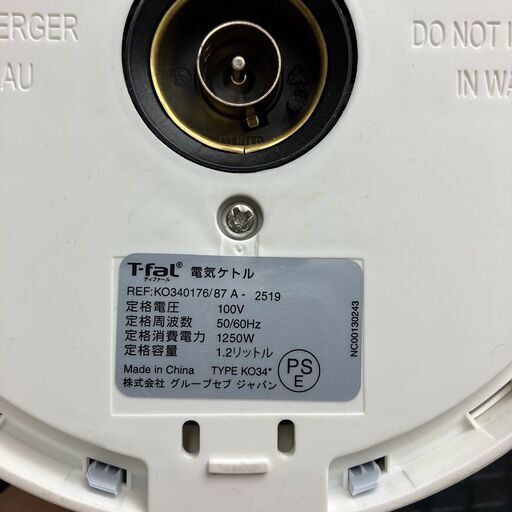 ERGER
AU
DO NOT I
IN WA
T-faL® 電気ケトル
ティファール
REF:KO340176/87 A - 2519
定格電圧 100V
定格周波数 50/60Hz
定格消費電力 1250W
定格容量 1.2リットル
Made in China TYPE KO34*
株式会社 グループセブ ジャパン
PS
E
NC00130243